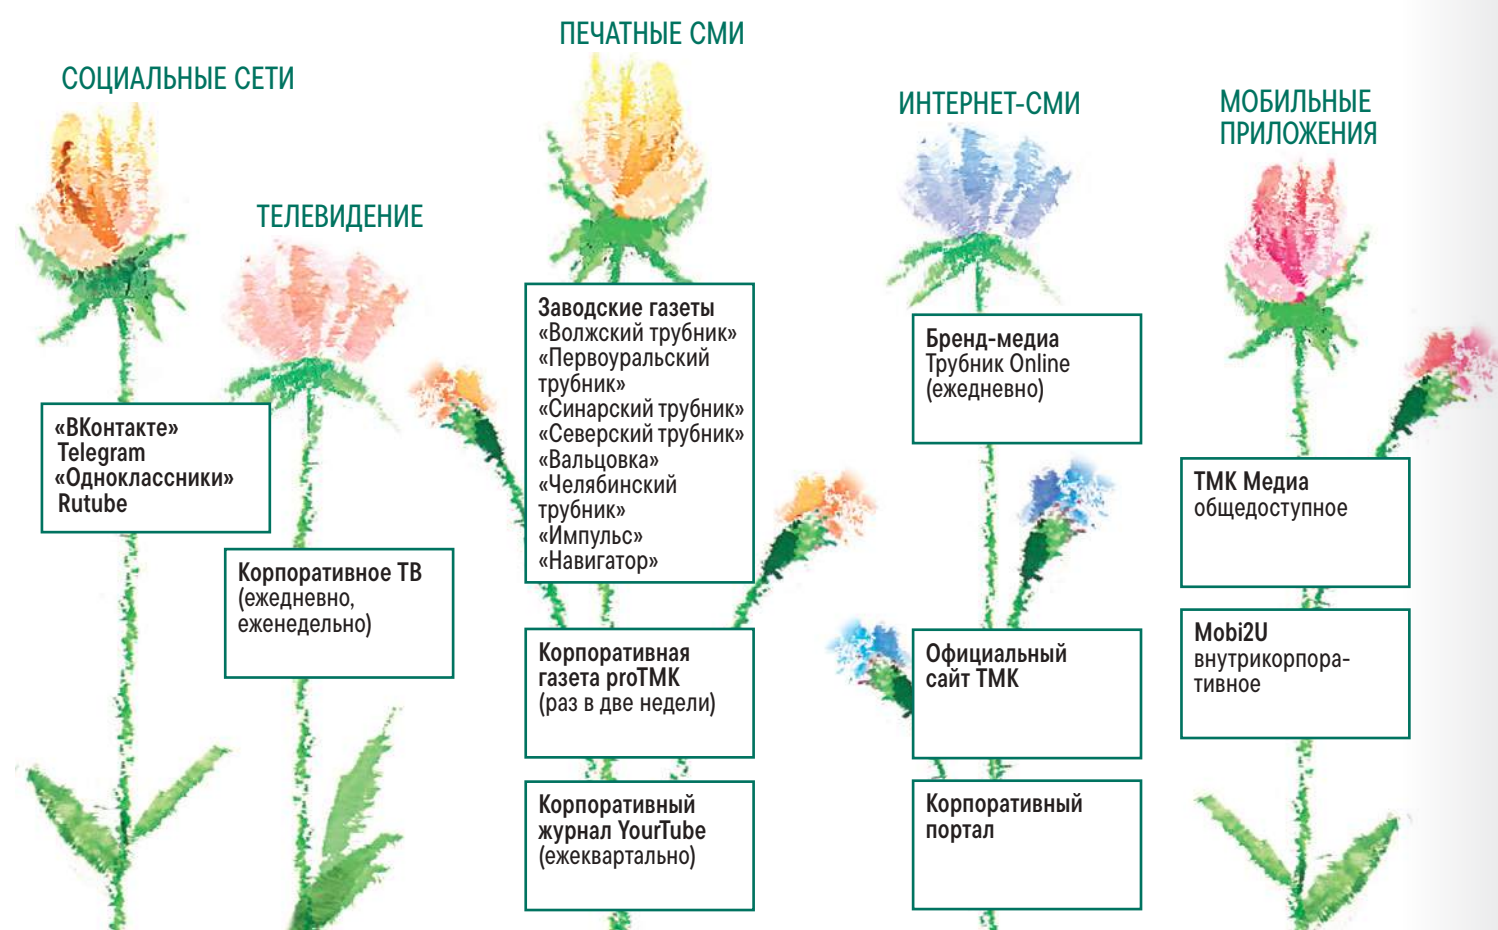 СОЦИАЛЬНЫЕ СЕТИ
«ВКонтакте»
Telegram
«Одноклассники»
Rutube
ТЕЛЕВИДЕНИЕ
Корпоративное ТВ
(ежедневно,
еженедельно)
ПЕЧАТНЫЕ СМИ
Заводские газеты
«Волжский трубник»
«Первоуральский
трубник»
«Синарский трубник»
«Северский трубник»
«Вальцовка»
«Челябинский
трубник»
«Импульс»
«Навигатор»
Корпоративная
газета proТМК
(раз в две недели)
Корпоративный
журнал YourTube
(ежеквартально)
ИНТЕРНЕТ-СМИ
Бренд-медиа
Трубник Online
(ежедневно)
Официальный
сайт ТМК
Корпоративный
портал
МОБИЛЬНЫЕ
ПРИЛОЖЕНИЯ
ТМК Медиа
общедоступное
Mobi2U
внутрикорпора-
тивное